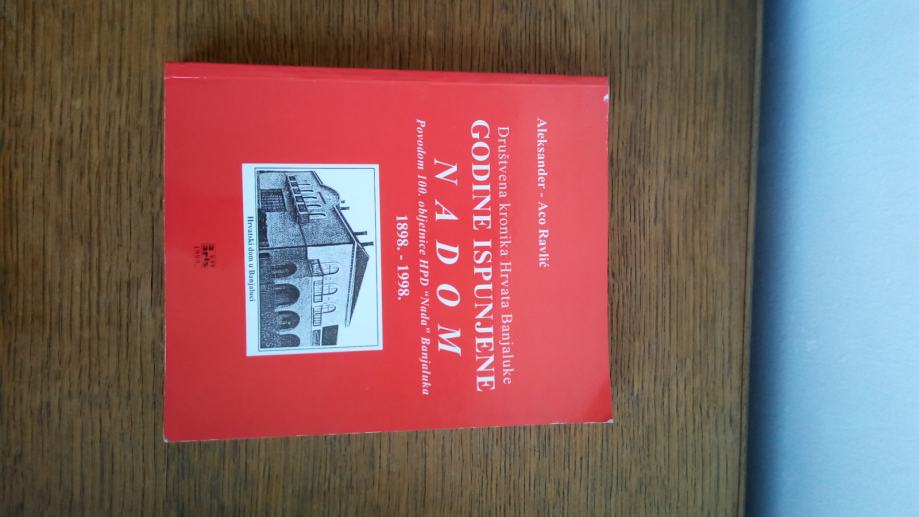 Aleksander - Aco Ravlić
Društvena kronika Hrvata Banjaluke
GODINE ISPUNJENE
NADOM
Povodom 100. obljetnice HPD "Nada" Banjaluka
1898. - 1998.
Hrvatski dom u Banjaluci